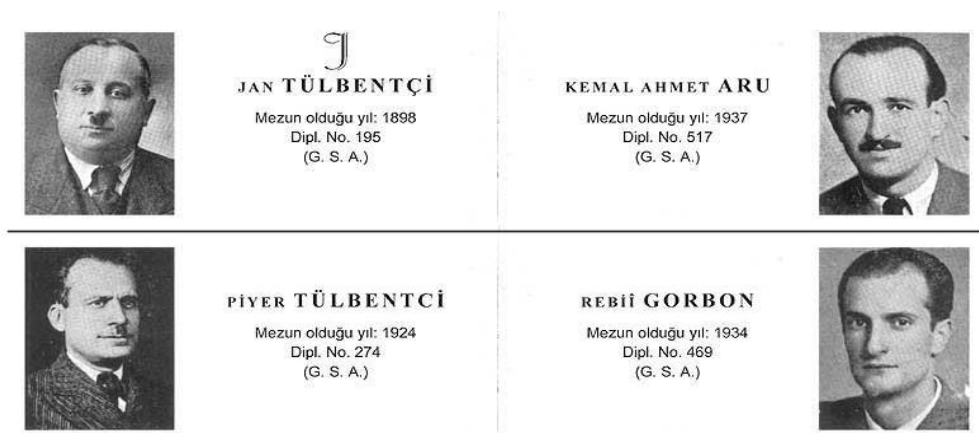 J
JAN TÜLBENTÇİ
Mezun olduğu yıl: 1898
Dipl. No. 195
(G. S. A.)
KEMAL AHMET ARU
Mezun olduğu yıl: 1937
Dipl. No. 517
(G. S. A.)
PİYER TÜLBENTCİ
Mezun olduğu yıl: 1924
Dipl. No. 274
(G. S. A.)
REBİÎ GORBON
Mezun olduğu yıl: 1934
Dipl. No. 469
(G. S. A.)